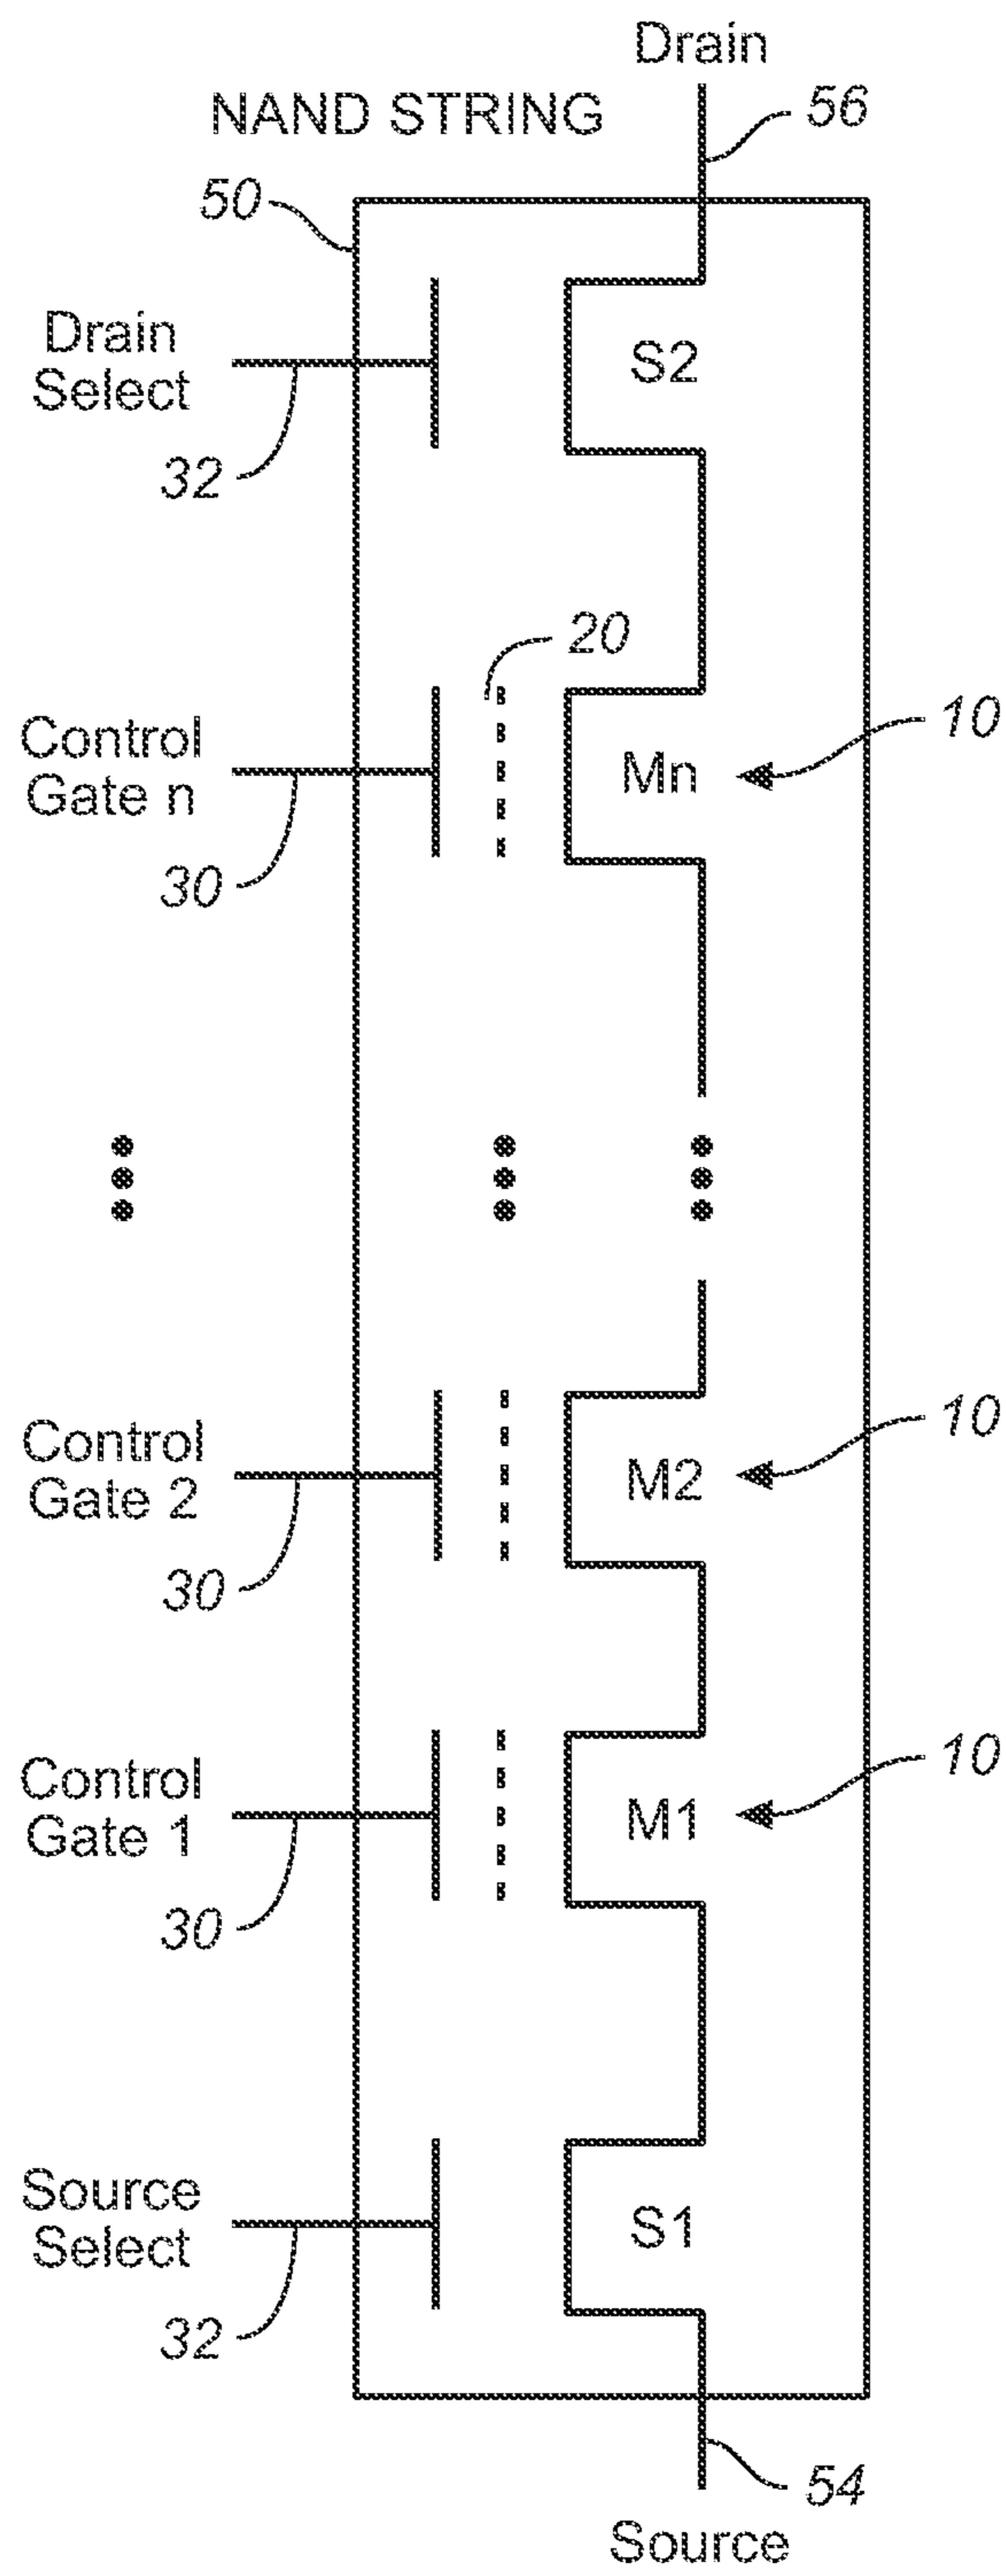 Drain
56
NAND STRING
50
Drain
Select
S2
32
20
Control
Gate n
Mn
10
30
Control
Gate 2
M2
10
30
Control
Gate 1
M1
10
30
Source
Select
S1
32
54
Source